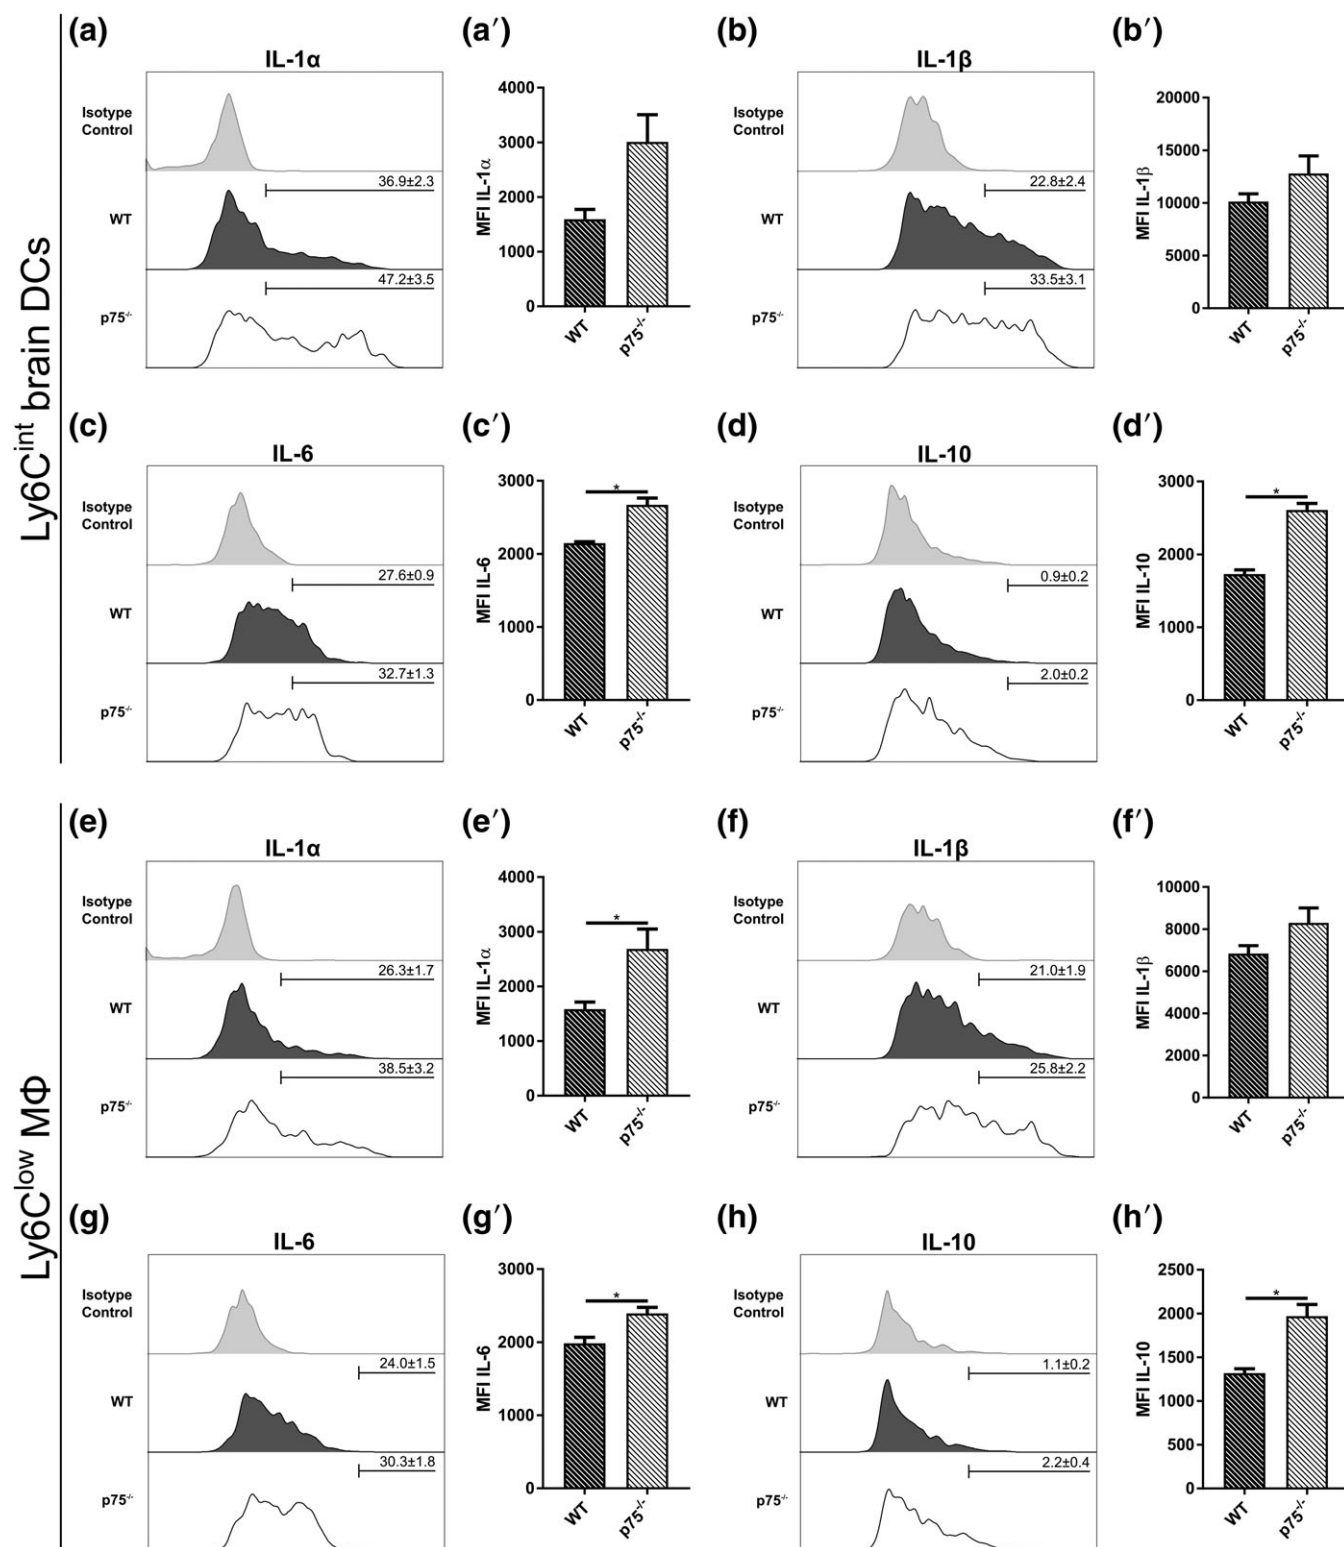 Ly6Cint brain DCs
(a)
IL-1α
Isotype
Control
36.9±2.3
WT
47.2±3.5
p75-/-
(a′)
4000
3000
2000
1000
0
MFI IL-1α
WT
p75-/-
(b)
IL-1β
Isotype
Control
22.8±2.4
WT
33.5±3.1
p75-/-
(b′)
20000
15000
10000
5000
0
MFI IL-1β
WT
p75-/-
(c)
IL-6
Isotype
Control
27.6±0.9
WT
32.7±1.3
p75-/-
(c′)
3000
2000
1000
0
MFI IL-6
*
WT
p75-/-
(d)
IL-10
Isotype
Control
0.9±0.2
WT
2.0±0.2
p75-/-
(d′)
3000
2000
1000
0
MFI IL-10
*
WT
p75-/-
Ly6Clow MΦ
(e)
IL-1α
Isotype
Control
26.3±1.7
WT
38.5±3.2
p75-/-
(e′)
4000
3000
2000
1000
0
MFI IL-1α
*
WT
p75-/-
(f)
IL-1β
Isotype
Control
21.0±1.9
WT
25.8±2.2
p75-/-
(f′)
10000
8000
6000
4000
2000
0
MFI IL-1β
WT
p75-/-
(g)
IL-6
Isotype
Control
24.0±1.5
WT
30.3±1.8
p75-/-
(g′)
3000
2000
1000
0
MFI IL-6
*
WT
p75-/-
(h)
IL-10
Isotype
Control
1.1±0.2
WT
2.2±0.4
p75-/-
(h′)
2500
2000
1500
1000
500
0
MFI IL-10
*
WT
p75-/-